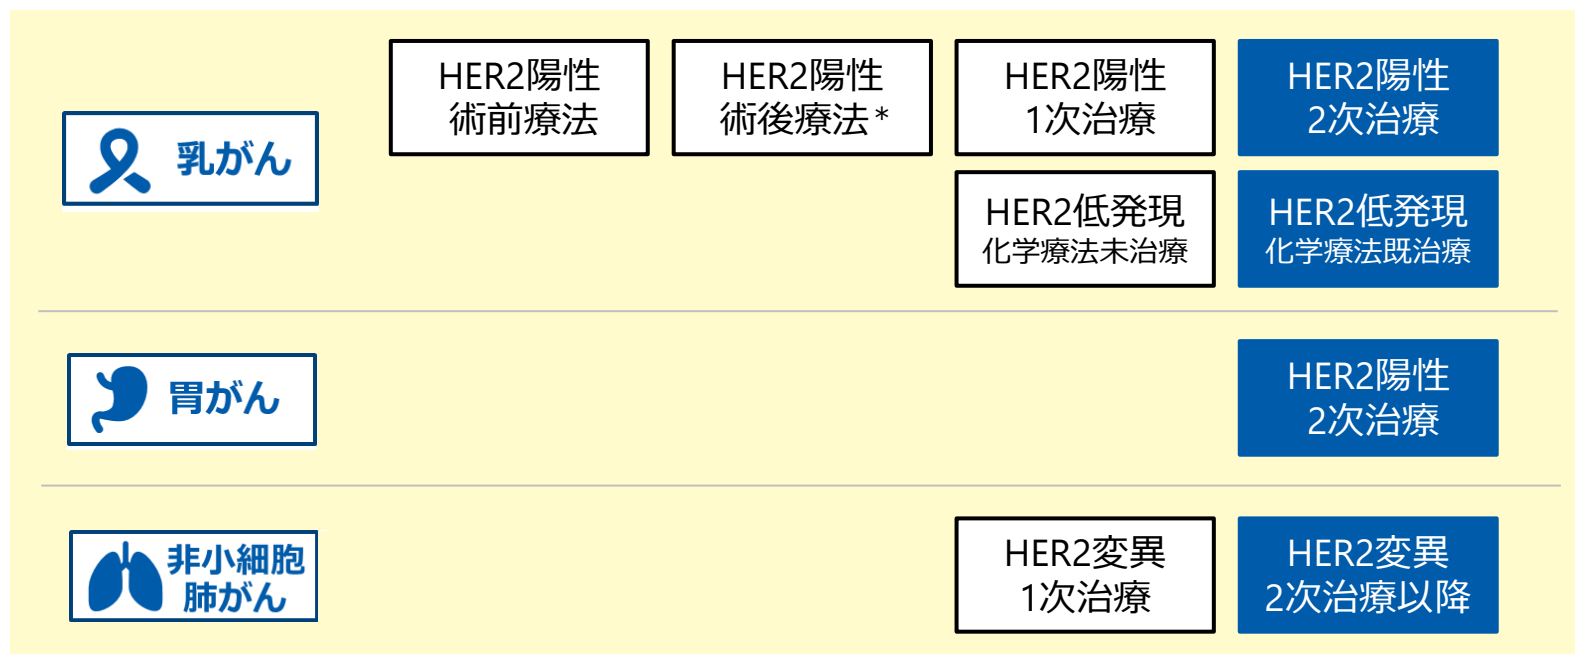 乳がん
HER2陽性
術前療法
HER2陽性
術後療法*
HER2陽性
1次治療
HER2陽性
2次治療
HER2低発現
化学療法未治療
HER2低発現
化学療法既治療
胃がん
HER2陽性
2次治療
非小細胞
肺がん
HER2変異
1次治療
HER2変異
2次治療以降